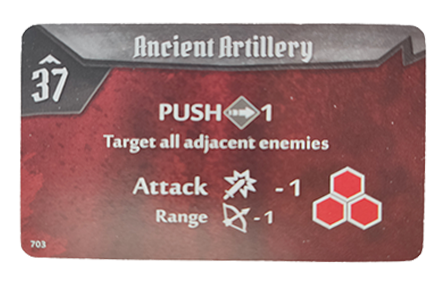 Ancient Artillery
37
PUSH 1
Target all adjacent enemies
Attack -1
Range -1
703